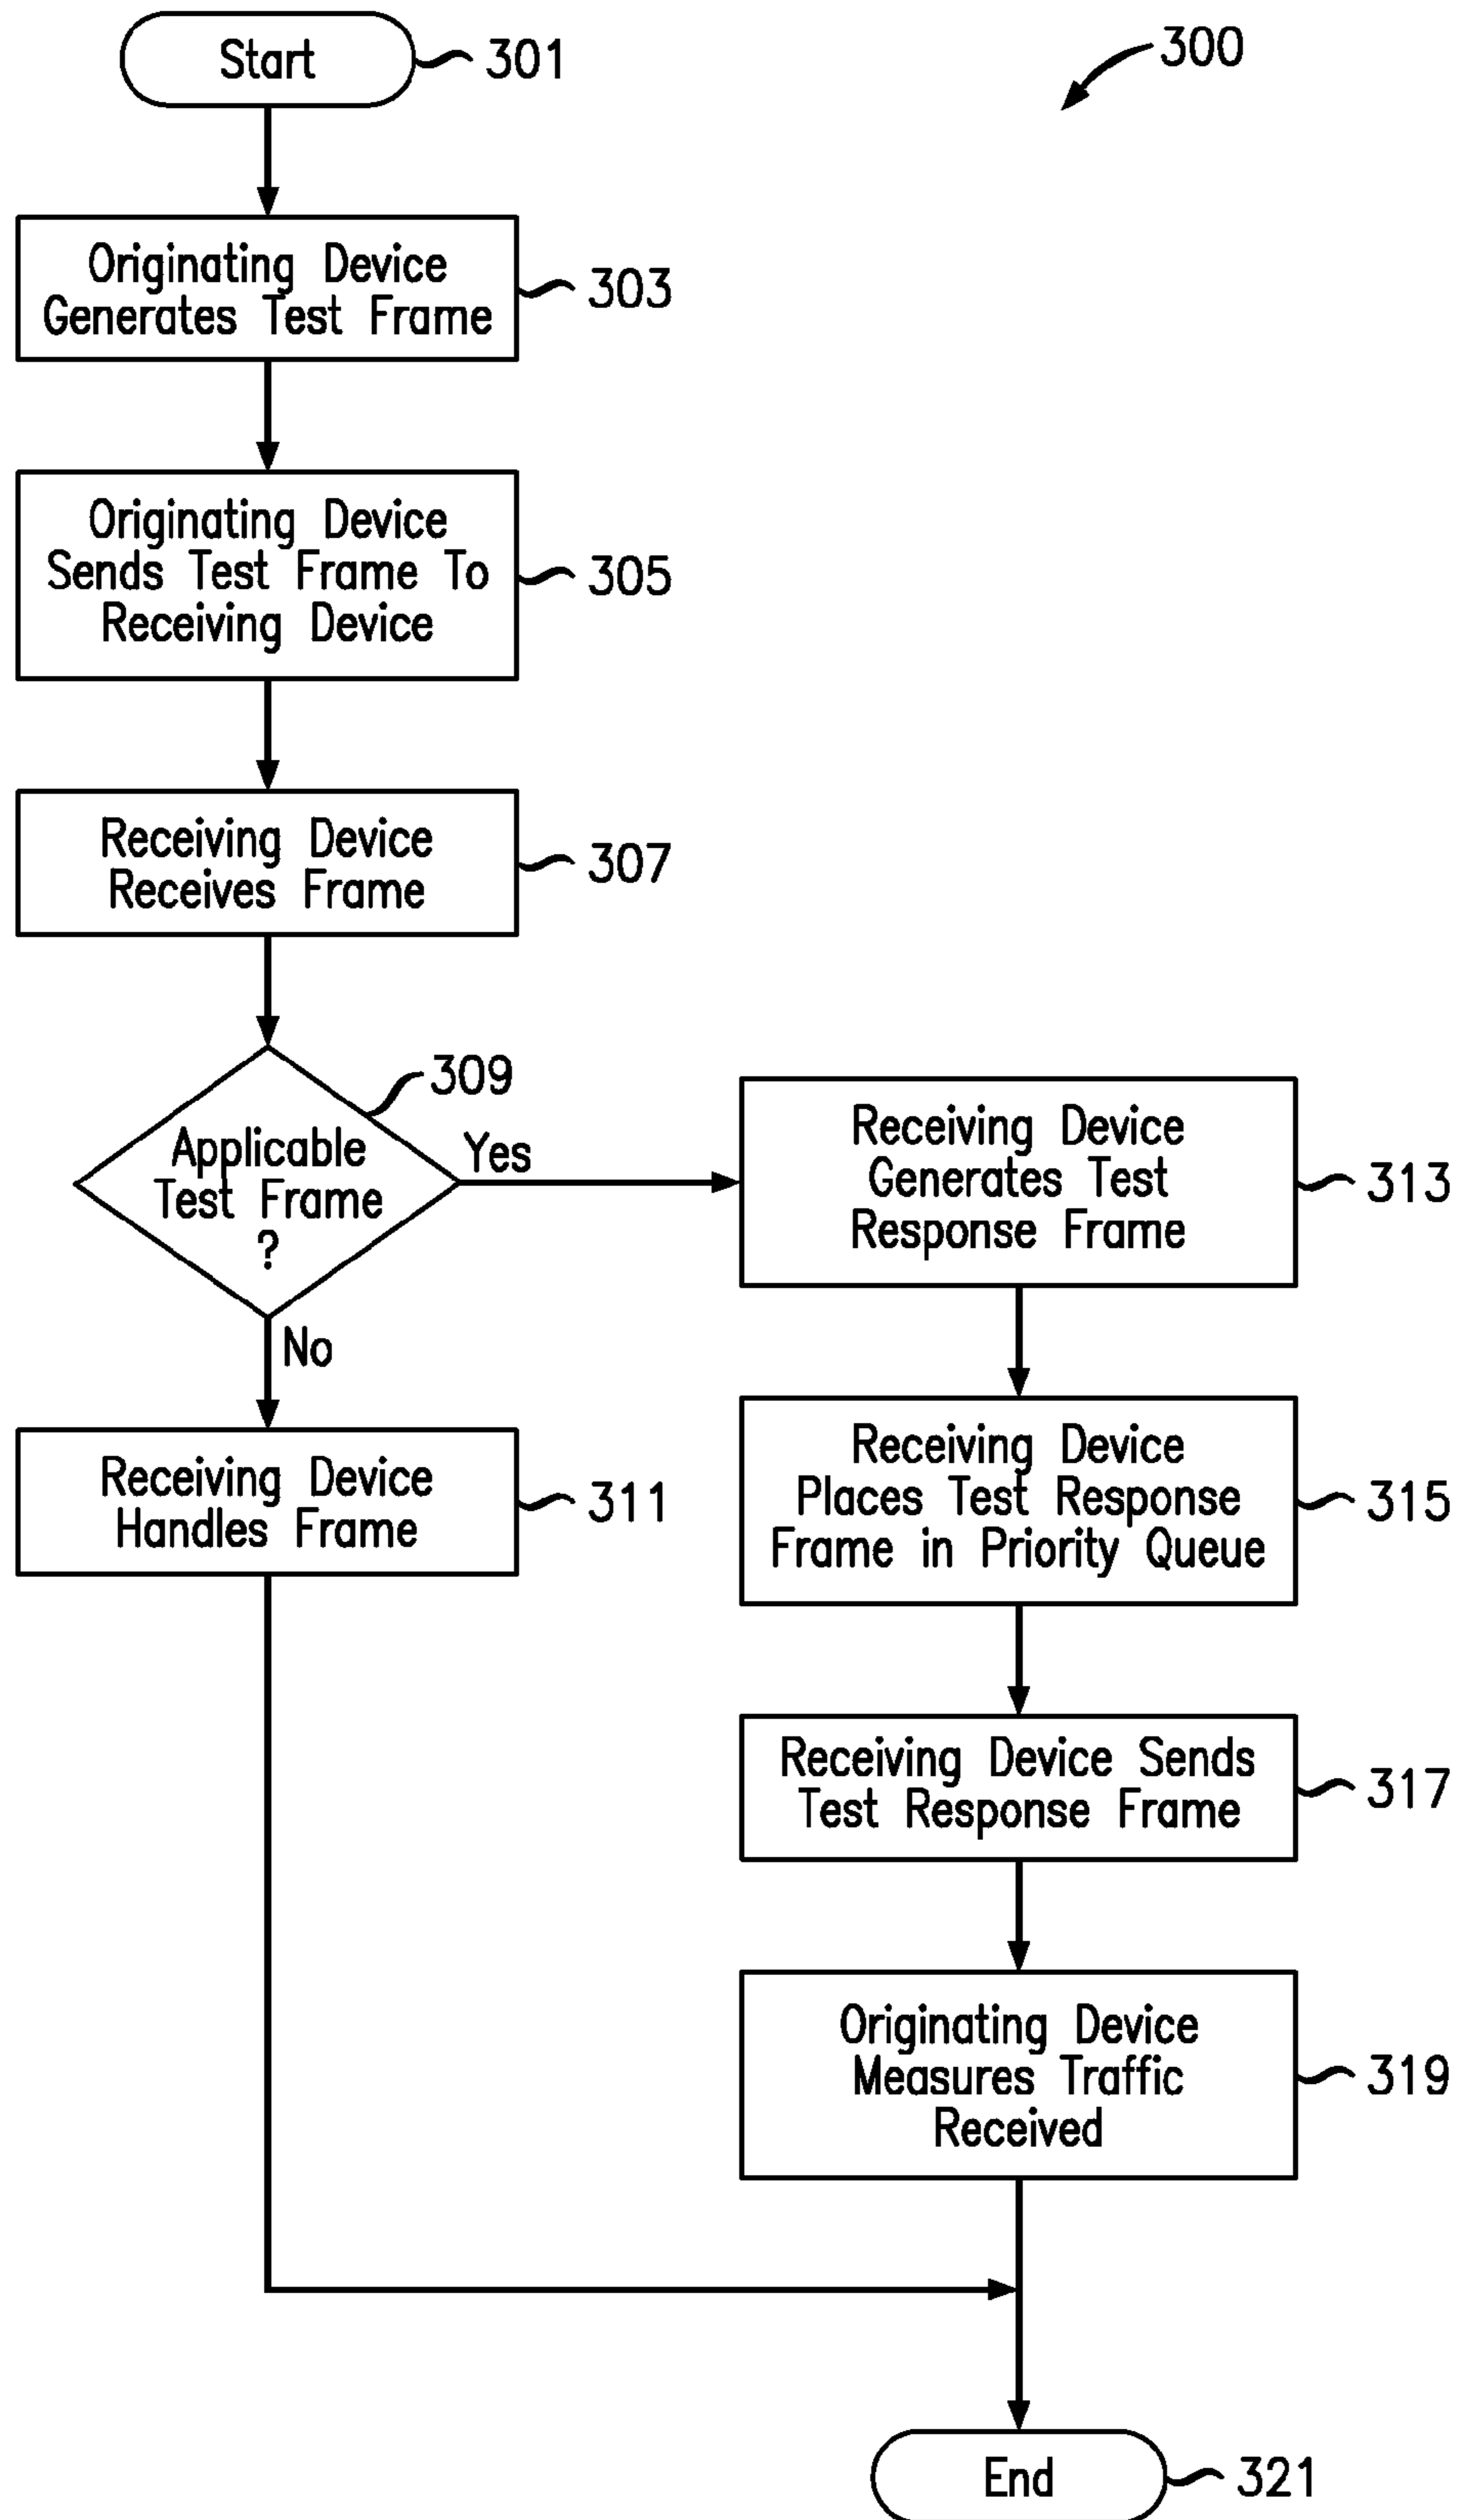 Start
301
300
Originating Device
Generates Test Frame
303
Originating Device
Sends Test Frame To
Receiving Device
305
Receiving Device
Receives Frame
307
309
Applicable
Test Frame
?
Yes
No
Receiving Device
Handles Frame
311
Receiving Device
Generates Test
Response Frame
313
Receiving Device
Places Test Response
Frame in Priority Queue
315
Receiving Device Sends
Test Response Frame
317
Originating Device
Measures Traffic
Received
319
End
321